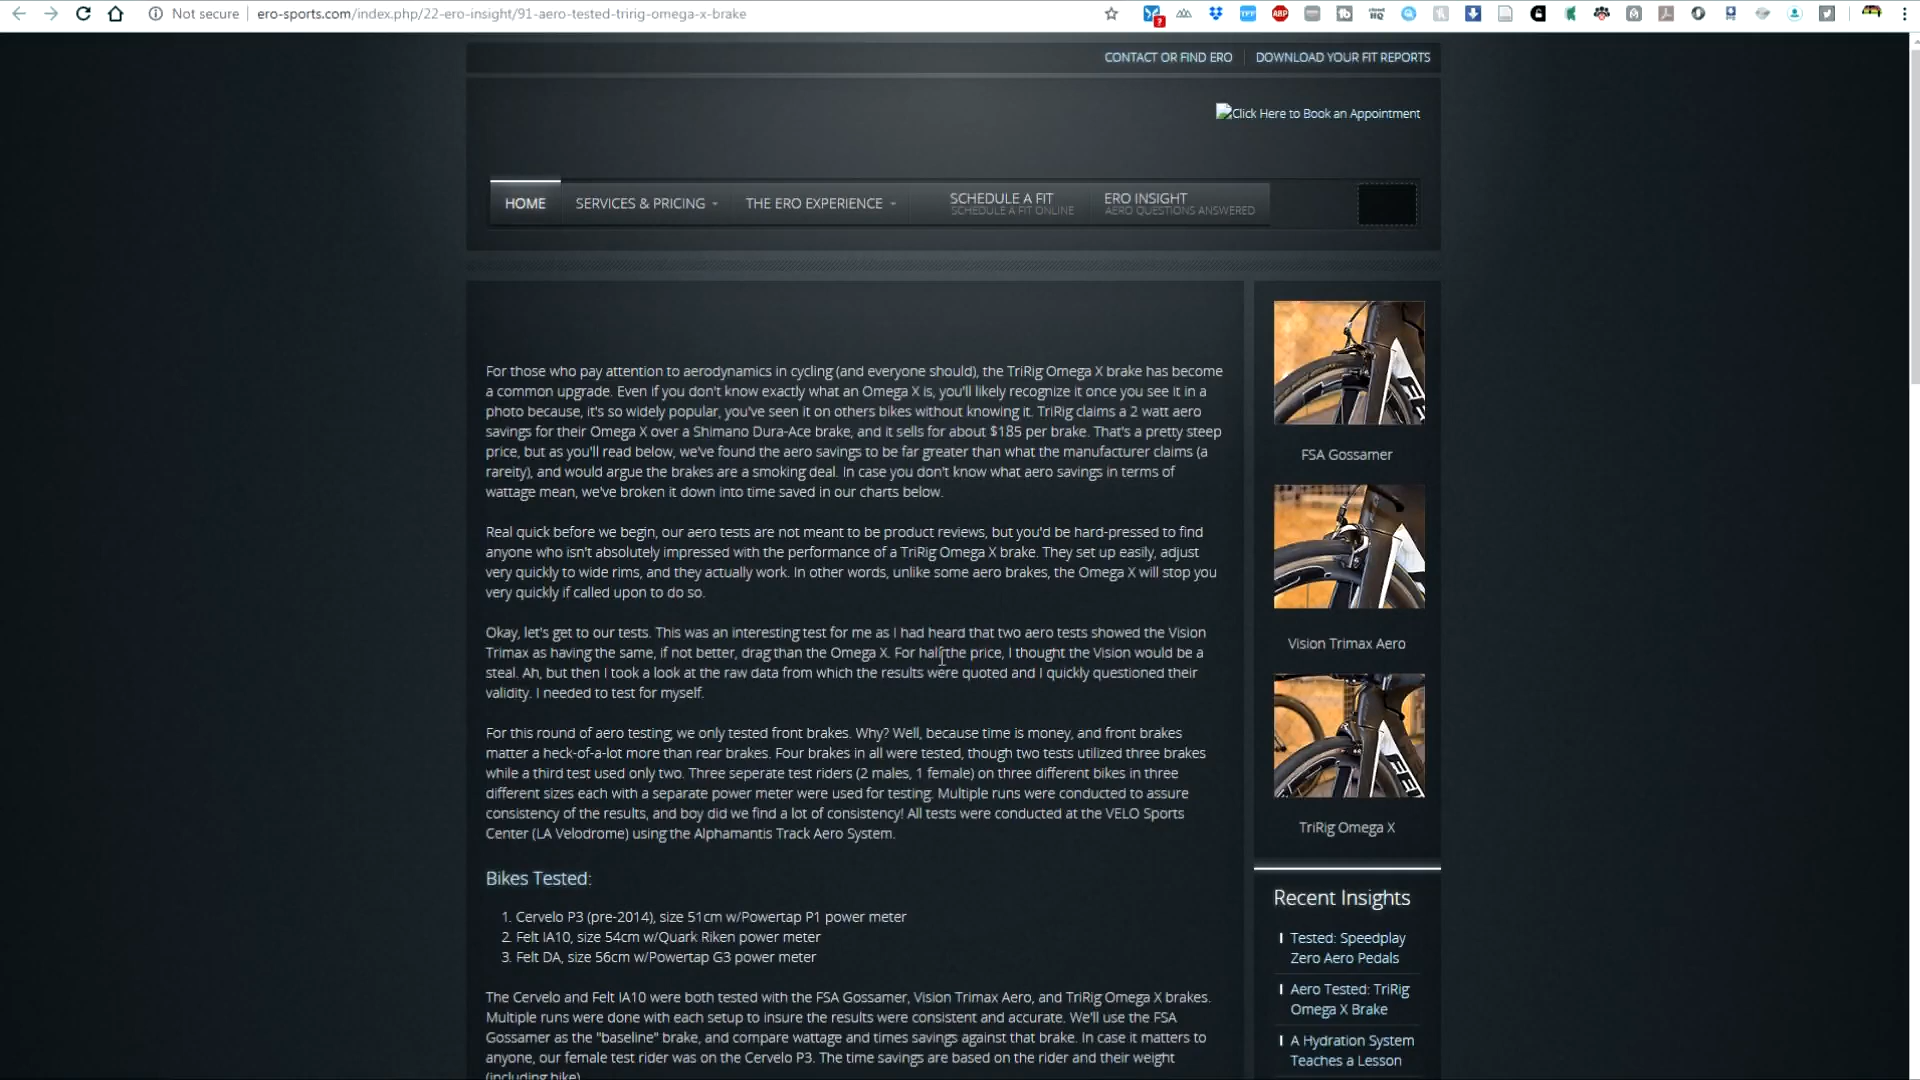 Not secure
ero-sports.com/index.php/22-ero-insight/91-aero-tested-tririg-omega-x-brake
CONTACT OR FIND ERO
DOWNLOAD YOUR FIT REPORTS
Click Here to Book an Appointment
HOME
SERVICES & PRICING
THE ERO EXPERIENCE
SCHEDULE A FIT
SCHEDULE A FIT ONLINE
ERO INSIGHT
AERO QUESTIONS ANSWERED
For those who pay attention to aerodynamics in cycling (and everyone should), the TriRig Omega X brake has become
a common upgrade. Even if you don't know exactly what an Omega X is, you'll likely recognize it once you see it in a
photo because, it's so widely popular, you've seen it on others bikes without knowing it. TriRig claims a 2 watt aero
savings for their Omega X over a Shimano Dura-Ace brake, and it sells for about $185 per brake. That's a pretty steep
price, but as you'll read below, we've found the aero savings to be far greater than what the manufacturer claims (a
rareity), and would argue the brakes are a smoking deal. In case you don't know what aero savings in terms of
wattage mean, we've broken it down into time saved in our charts below.
Real quick before we begin, our aero tests are not meant to be product reviews, but you'd be hard-pressed to find
anyone who isn't absolutely impressed with the performance of a TriRig Omega X brake. They set up easily, adjust
very quickly to wide rims, and they actually work. In other words, unlike some aero brakes, the Omega X will stop you
very quickly if called upon to do so.
Okay, let's get to our tests. This was an interesting test for me as I had heard that two aero tests showed the Vision
Trimax as having the same, if not better, drag than the Omega X. For half the price, I thought the Vision would be a
steal. Ah, but then I took a look at the raw data from which the results were quoted and I quickly questioned their
validity. I needed to test for myself.
For this round of aero testing, we only tested front brakes. Why? Well, because time is money, and front brakes
matter a heck-of-a-lot more than rear brakes. Four brakes in all were tested, though two tests utilized three brakes
while a third test used only two. Three seperate test riders (2 males, 1 female) on three different bikes in three
different sizes each with a separate power meter were used for testing. Multiple runs were conducted to assure
consistency of the results, and boy did we find a lot of consistency! All tests were conducted at the VELO Sports
Center (LA Velodrome) using the Alphamantis Track Aero System.
Bikes Tested:
1. Cervelo P3 (pre-2014), size 51cm w/Powertap P1 power meter
2. Felt IA10, size 54cm w/Quark Riken power meter
3. Felt DA, size 56cm w/Powertap G3 power meter
The Cervelo and Felt IA10 were both tested with the FSA Gossamer, Vision Trimax Aero, and TriRig Omega X brakes.
Multiple runs were done with each setup to insure the results were consistent and accurate. We'll use the FSA
Gossamer as the "baseline" brake, and compare wattage and times savings against that brake. In case it matters to
anyone, our female test rider was on the Cervelo P3. The time savings are based on the rider and their weight
(including bike)
FSA Gossamer
Vision Trimax Aero
TriRig Omega X
Recent Insights
Tested: Speedplay
Zero Aero Pedals
Aero Tested: TriRig
Omega X Brake
A Hydration System
Teaches a Lesson